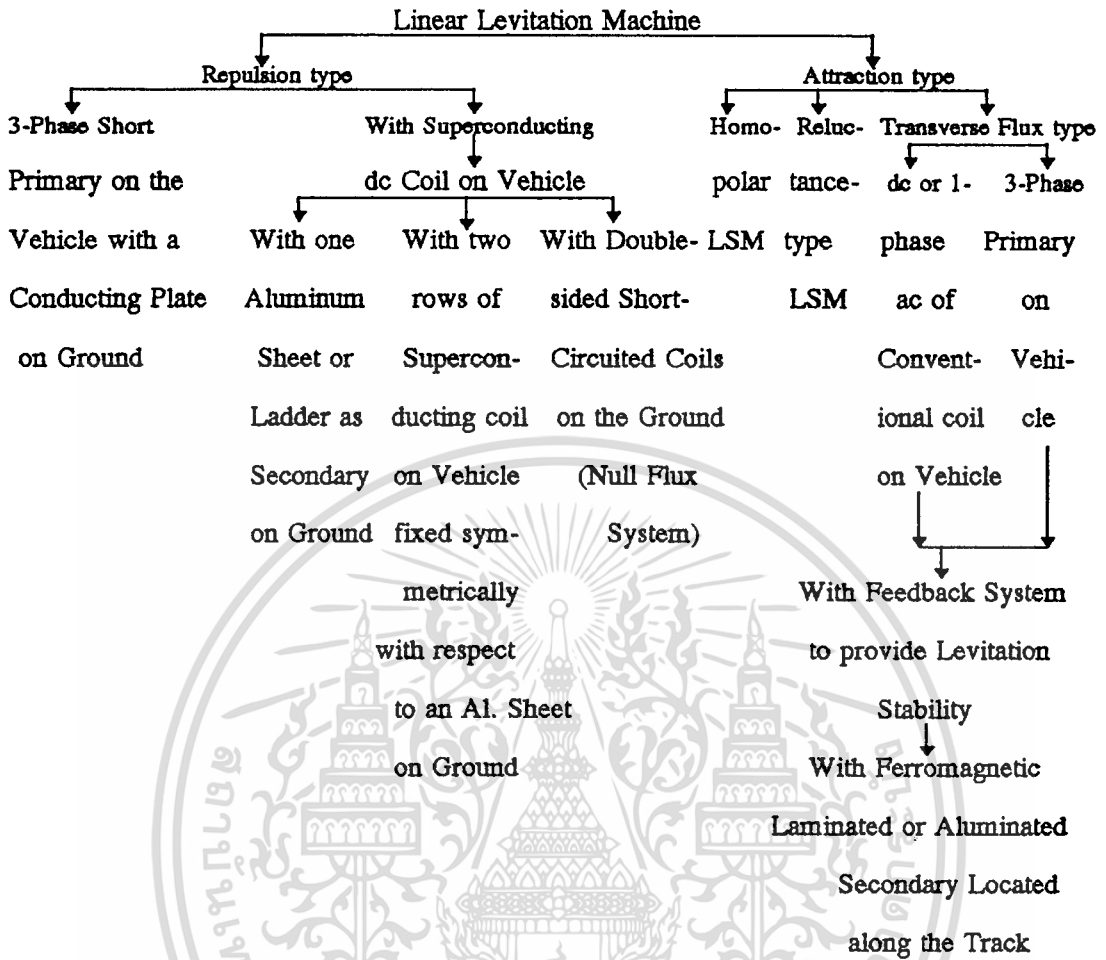 Linear Levitation Machine
Repulsion type
Attraction type
3-Phase Short
Primary on the
Vehicle with a
Conducting Plate
on Ground
With Superconducting
dc Coil on Vehicle
With one
Aluminum
Sheet or
Ladder as
Secondary
on Ground
With two
rows of
Supercon-
ducting coil
on Vehicle
fixed sym-
metrically
with respect
to an Al. Sheet
on Ground
With Double-
sided Short-
Circuited Coils
on the Ground
(Null Flux
System)
Homo-
polar
LSM
Reluc-
tance-
type
LSM
Transverse Flux type
dc or 1-
phase
ac of
Convent-
ional coil
on Vehicle
3-Phase
Primary
on
Vehi-
cle
With Feedback System
to provide Levitation
Stability
With Ferromagnetic
Laminated or Aluminated
Secondary Located
along the Track